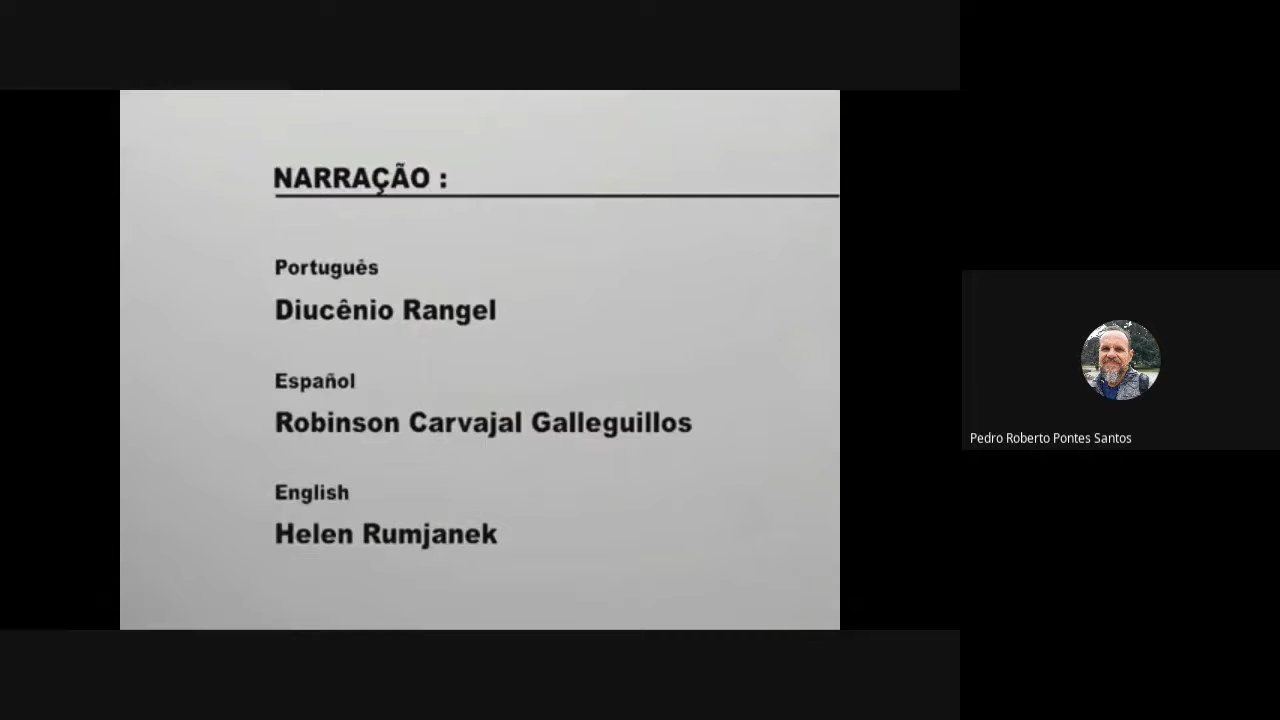 NARRAÇÃO :
Português
Diucênio Rangel
Español
Robinson Carvajal Galleguillos
English
Helen Rumjanek
Pedro Roberto Pontes Santos